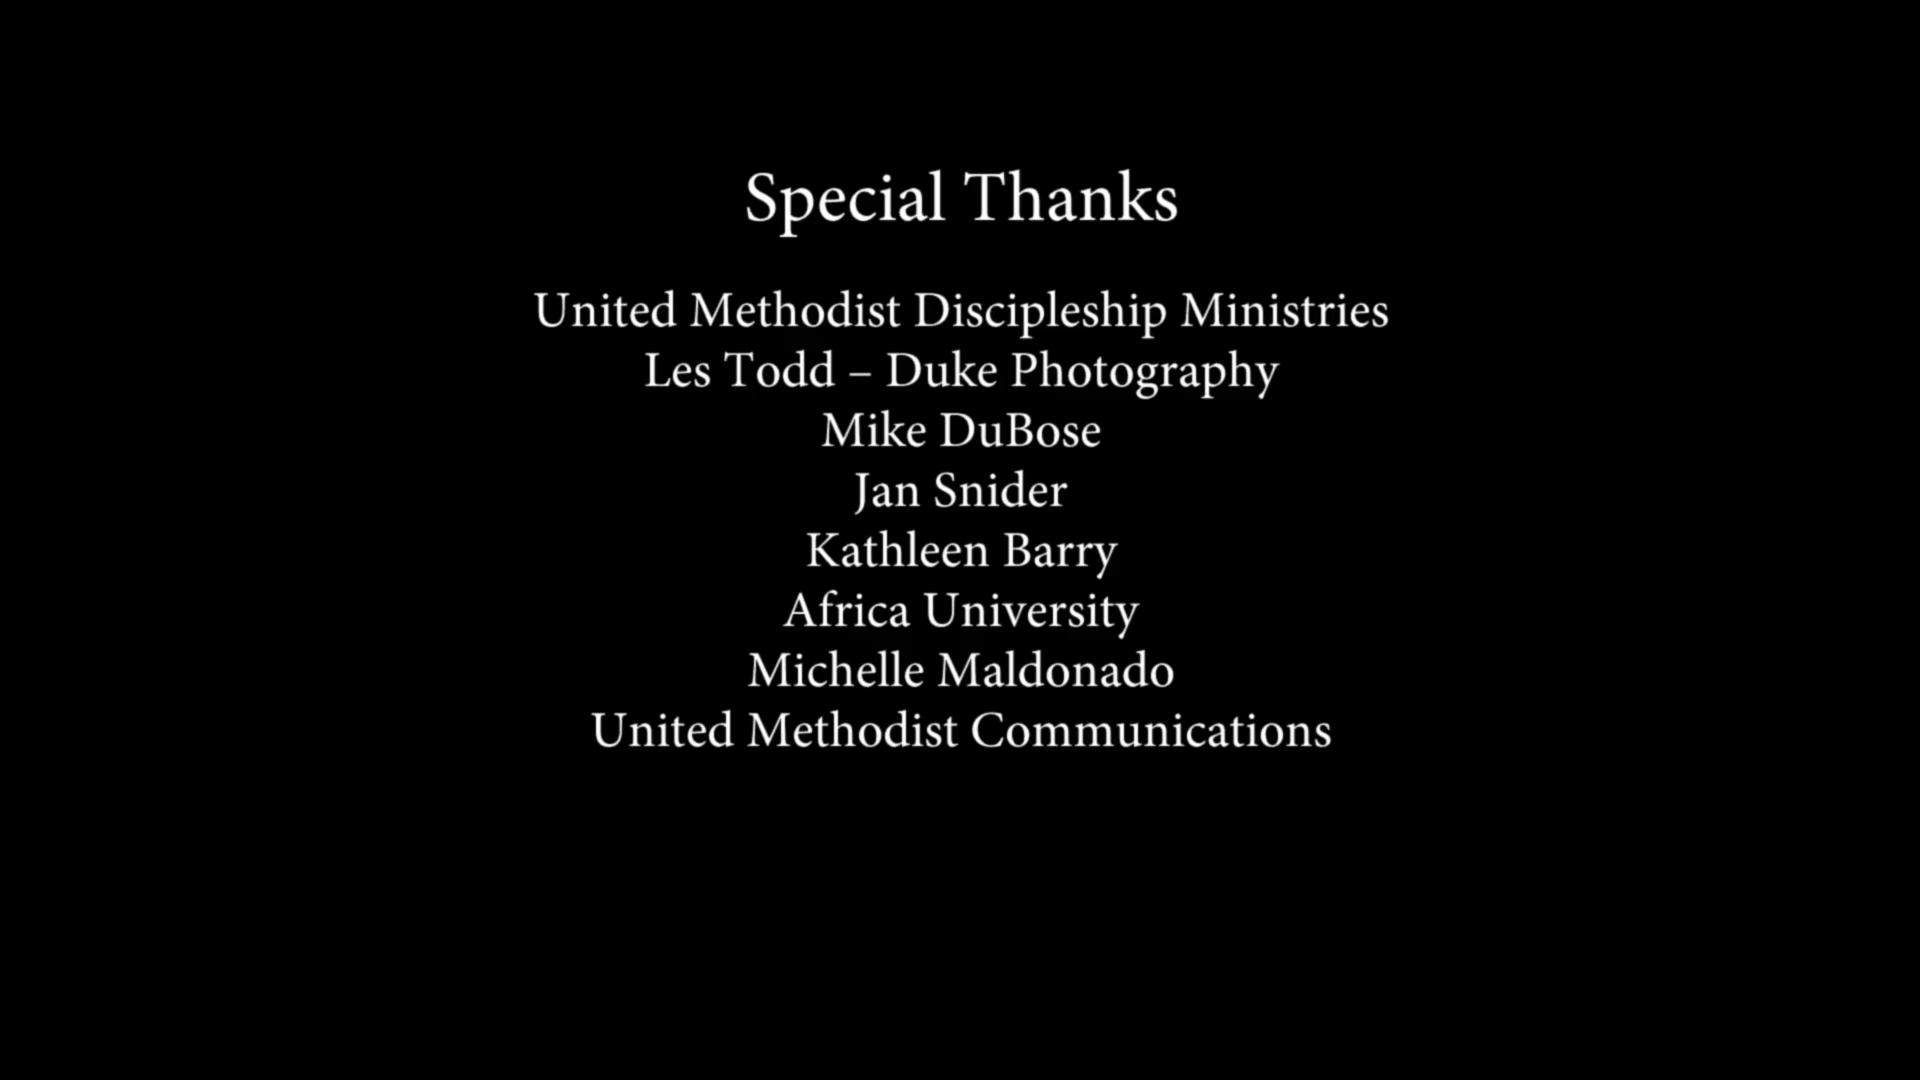 Special Thanks
United Methodist Discipleship Ministries
Les Todd – Duke Photography
Mike DuBose
Jan Snider
Kathleen Barry
Africa University
Michelle Maldonado
United Methodist Communications